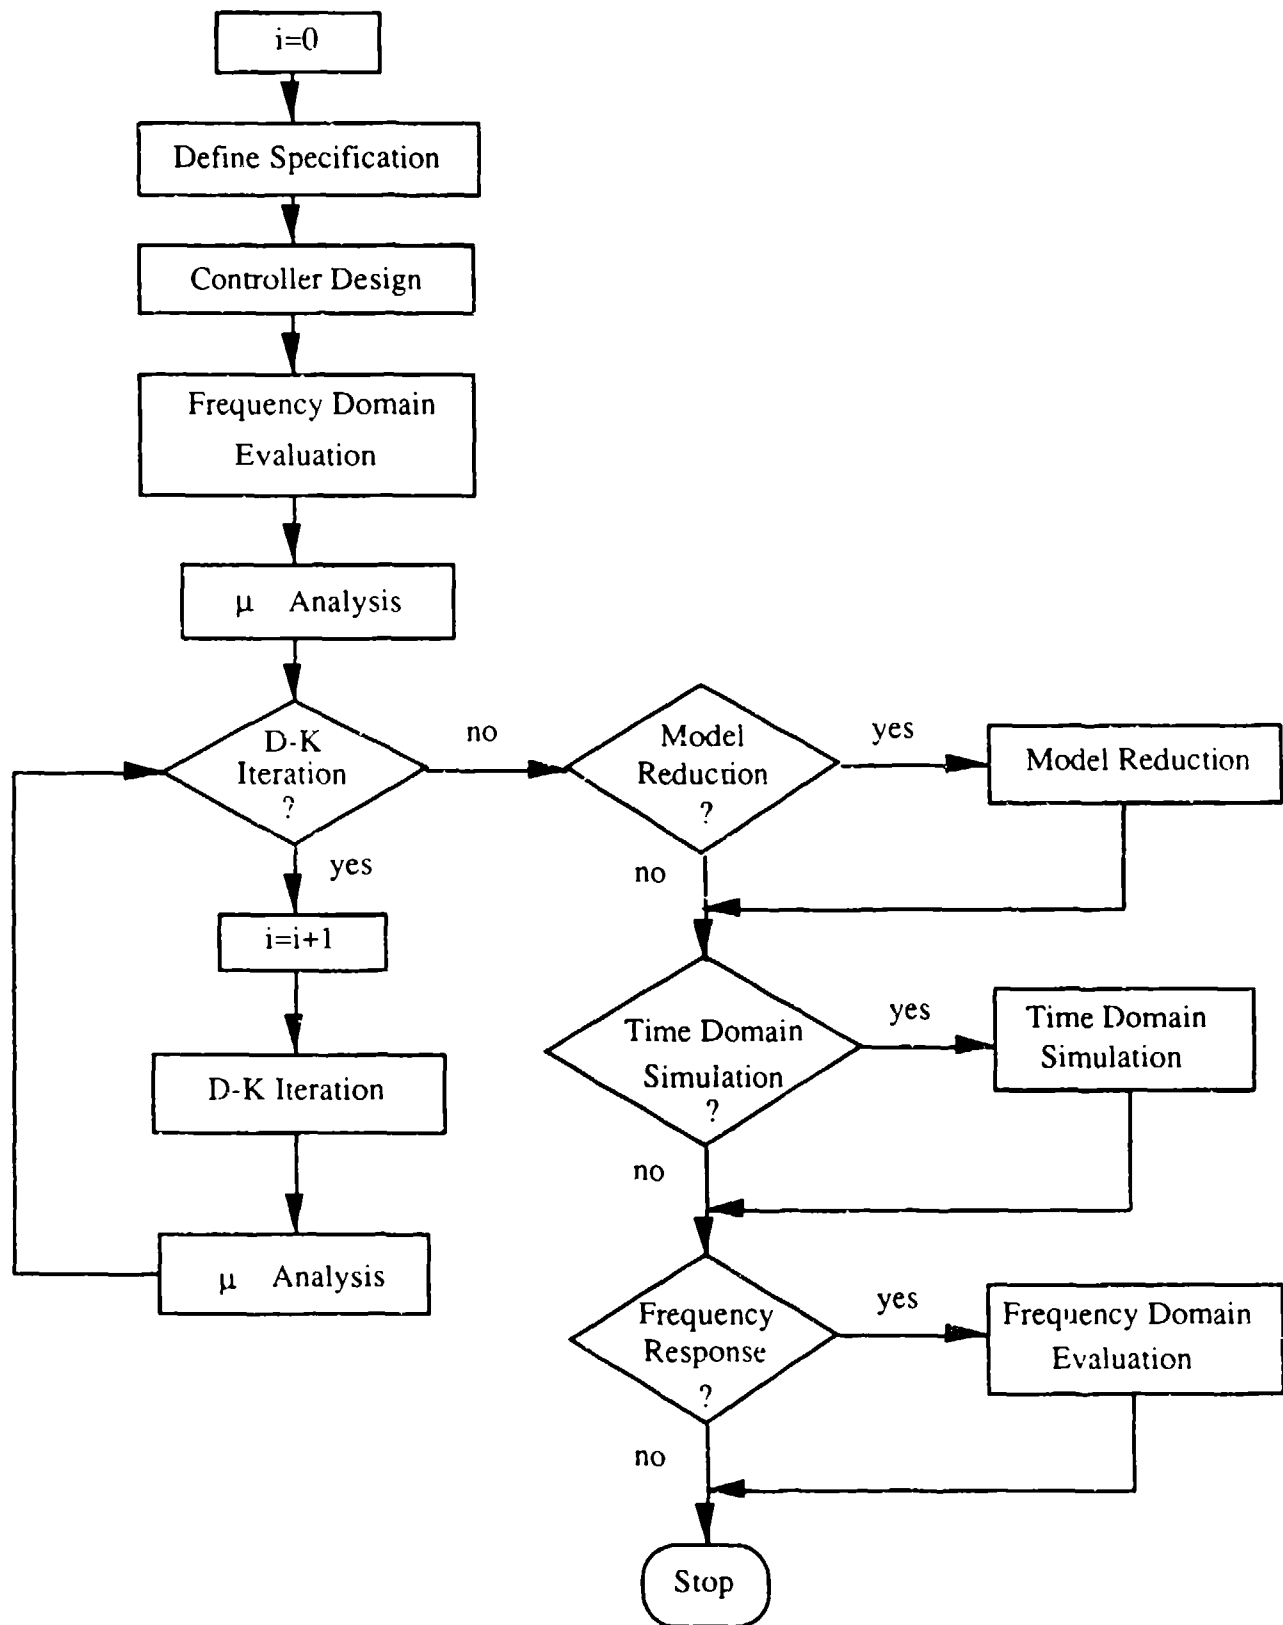 i=0
Define Specification
Controller Design
Frequency Domain
Evaluation
μ Analysis
D-K
Iteration
?
no
yes
i=i+1
D-K Iteration
μ Analysis
Model
Reduction
?
yes
Model Reduction
no
Time Domain
Simulation
?
yes
Time Domain
Simulation
no
Frequency
Response
?
yes
Frequency Domain
Evaluation
no
Stop